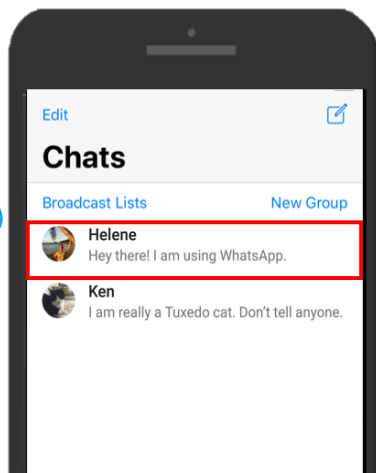 Edit
Chats
Broadcast Lists New Group
Helene
Hey there! I am using WhatsApp.
Ken
I am really a Tuxedo cat. Don't tell anyone.